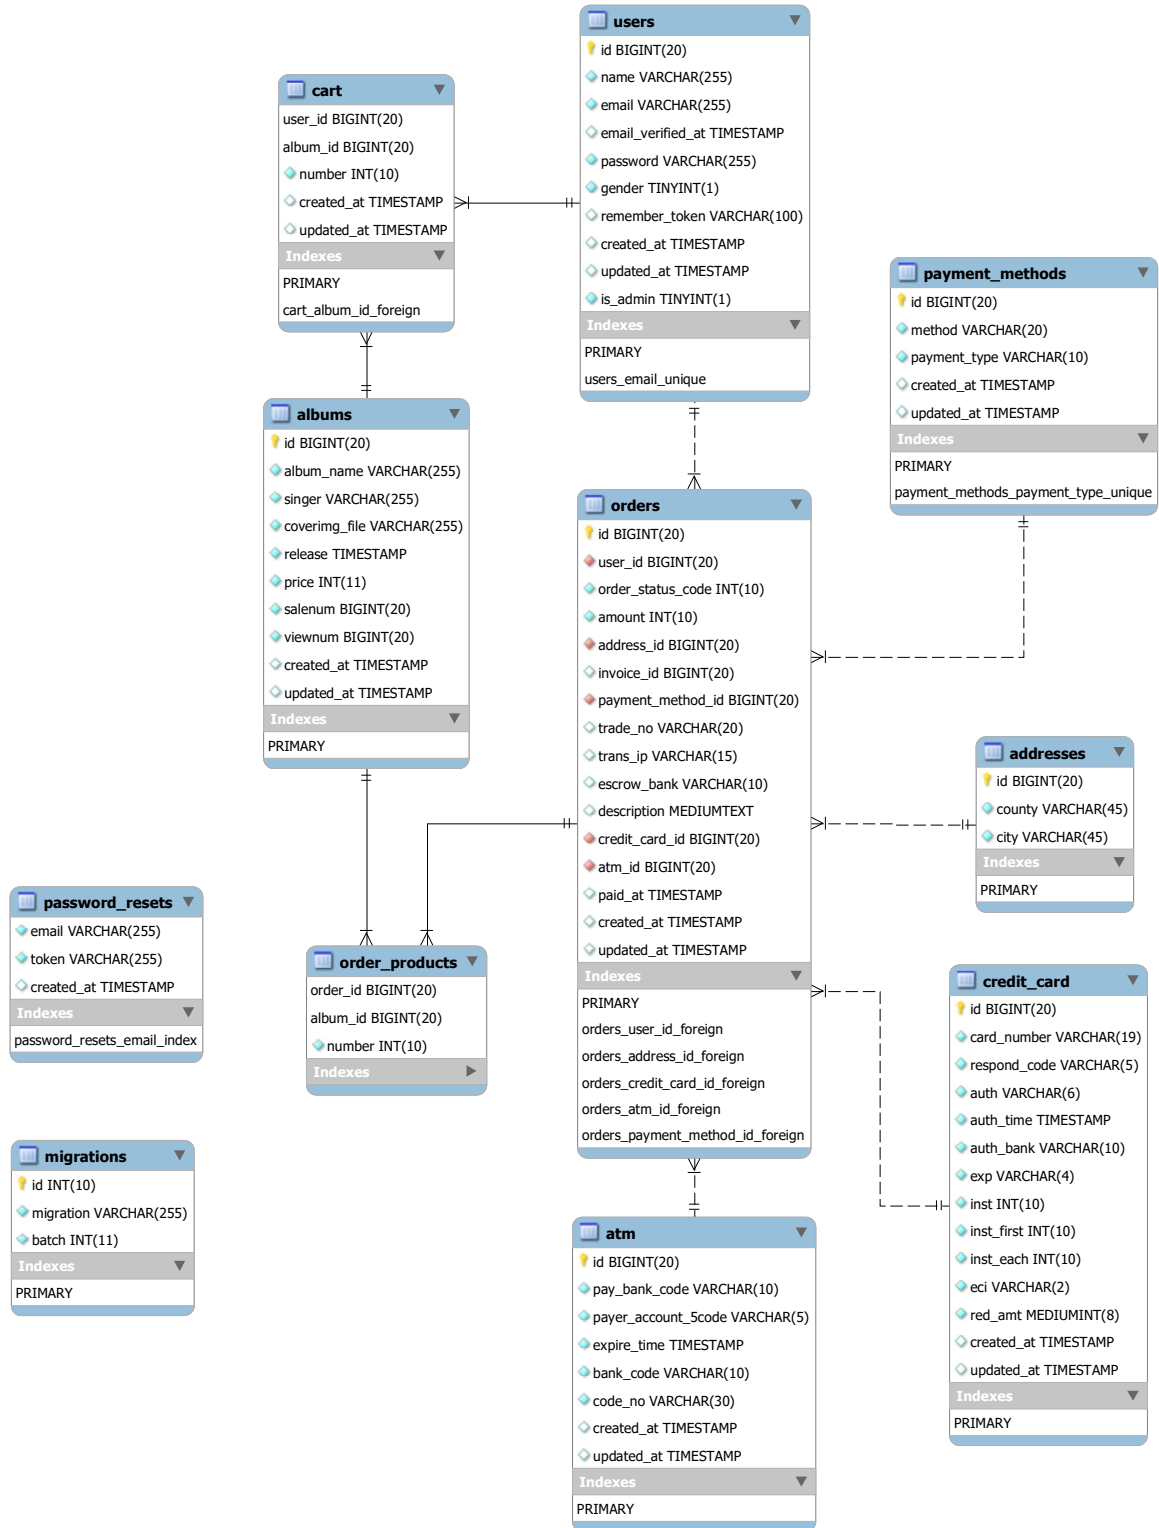 users
id BIGINT(20)
name VARCHAR(255)
email VARCHAR(255)
email_verified_at TIMESTAMP
password VARCHAR(255)
gender TINYINT(1)
remember_token VARCHAR(100)
created_at TIMESTAMP
updated_at TIMESTAMP
is_admin TINYINT(1)
Indexes
PRIMARY
users_email_unique
cart
user_id BIGINT(20)
album_id BIGINT(20)
number INT(10)
created_at TIMESTAMP
updated_at TIMESTAMP
Indexes
PRIMARY
cart_album_id_foreign
payment_methods
id BIGINT(20)
method VARCHAR(20)
payment_type VARCHAR(10)
created_at TIMESTAMP
updated_at TIMESTAMP
Indexes
PRIMARY
payment_methods_payment_type_unique
albums
id BIGINT(20)
album_name VARCHAR(255)
singer VARCHAR(255)
coverimg_file VARCHAR(255)
release TIMESTAMP
price INT(11)
salenum BIGINT(20)
viewnum BIGINT(20)
created_at TIMESTAMP
updated_at TIMESTAMP
Indexes
PRIMARY
orders
id BIGINT(20)
user_id BIGINT(20)
order_status_code INT(10)
amount INT(10)
address_id BIGINT(20)
invoice_id BIGINT(20)
payment_method_id BIGINT(20)
trade_no VARCHAR(20)
trans_ip VARCHAR(15)
escrow_bank VARCHAR(10)
description MEDIUMTEXT
credit_card_id BIGINT(20)
atm_id BIGINT(20)
paid_at TIMESTAMP
created_at TIMESTAMP
updated_at TIMESTAMP
Indexes
PRIMARY
orders_user_id_foreign
orders_address_id_foreign
orders_credit_card_id_foreign
orders_atm_id_foreign
orders_payment_method_id_foreign
addresses
id BIGINT(20)
county VARCHAR(45)
city VARCHAR(45)
Indexes
PRIMARY
password_resets
email VARCHAR(255)
token VARCHAR(255)
created_at TIMESTAMP
Indexes
password_resets_email_index
order_products
order_id BIGINT(20)
album_id BIGINT(20)
number INT(10)
Indexes
credit_card
id BIGINT(20)
card_number VARCHAR(19)
respond_code VARCHAR(5)
auth VARCHAR(6)
auth_time TIMESTAMP
auth_bank VARCHAR(10)
exp VARCHAR(4)
inst INT(10)
inst_first INT(10)
inst_each INT(10)
eci VARCHAR(2)
red_amt MEDIUMINT(8)
created_at TIMESTAMP
updated_at TIMESTAMP
Indexes
PRIMARY
migrations
id INT(10)
migration VARCHAR(255)
batch INT(11)
Indexes
PRIMARY
atm
id BIGINT(20)
pay_bank_code VARCHAR(10)
payer_account_5code VARCHAR(5)
expire_time TIMESTAMP
bank_code VARCHAR(10)
code_no VARCHAR(30)
created_at TIMESTAMP
updated_at TIMESTAMP
Indexes
PRIMARY